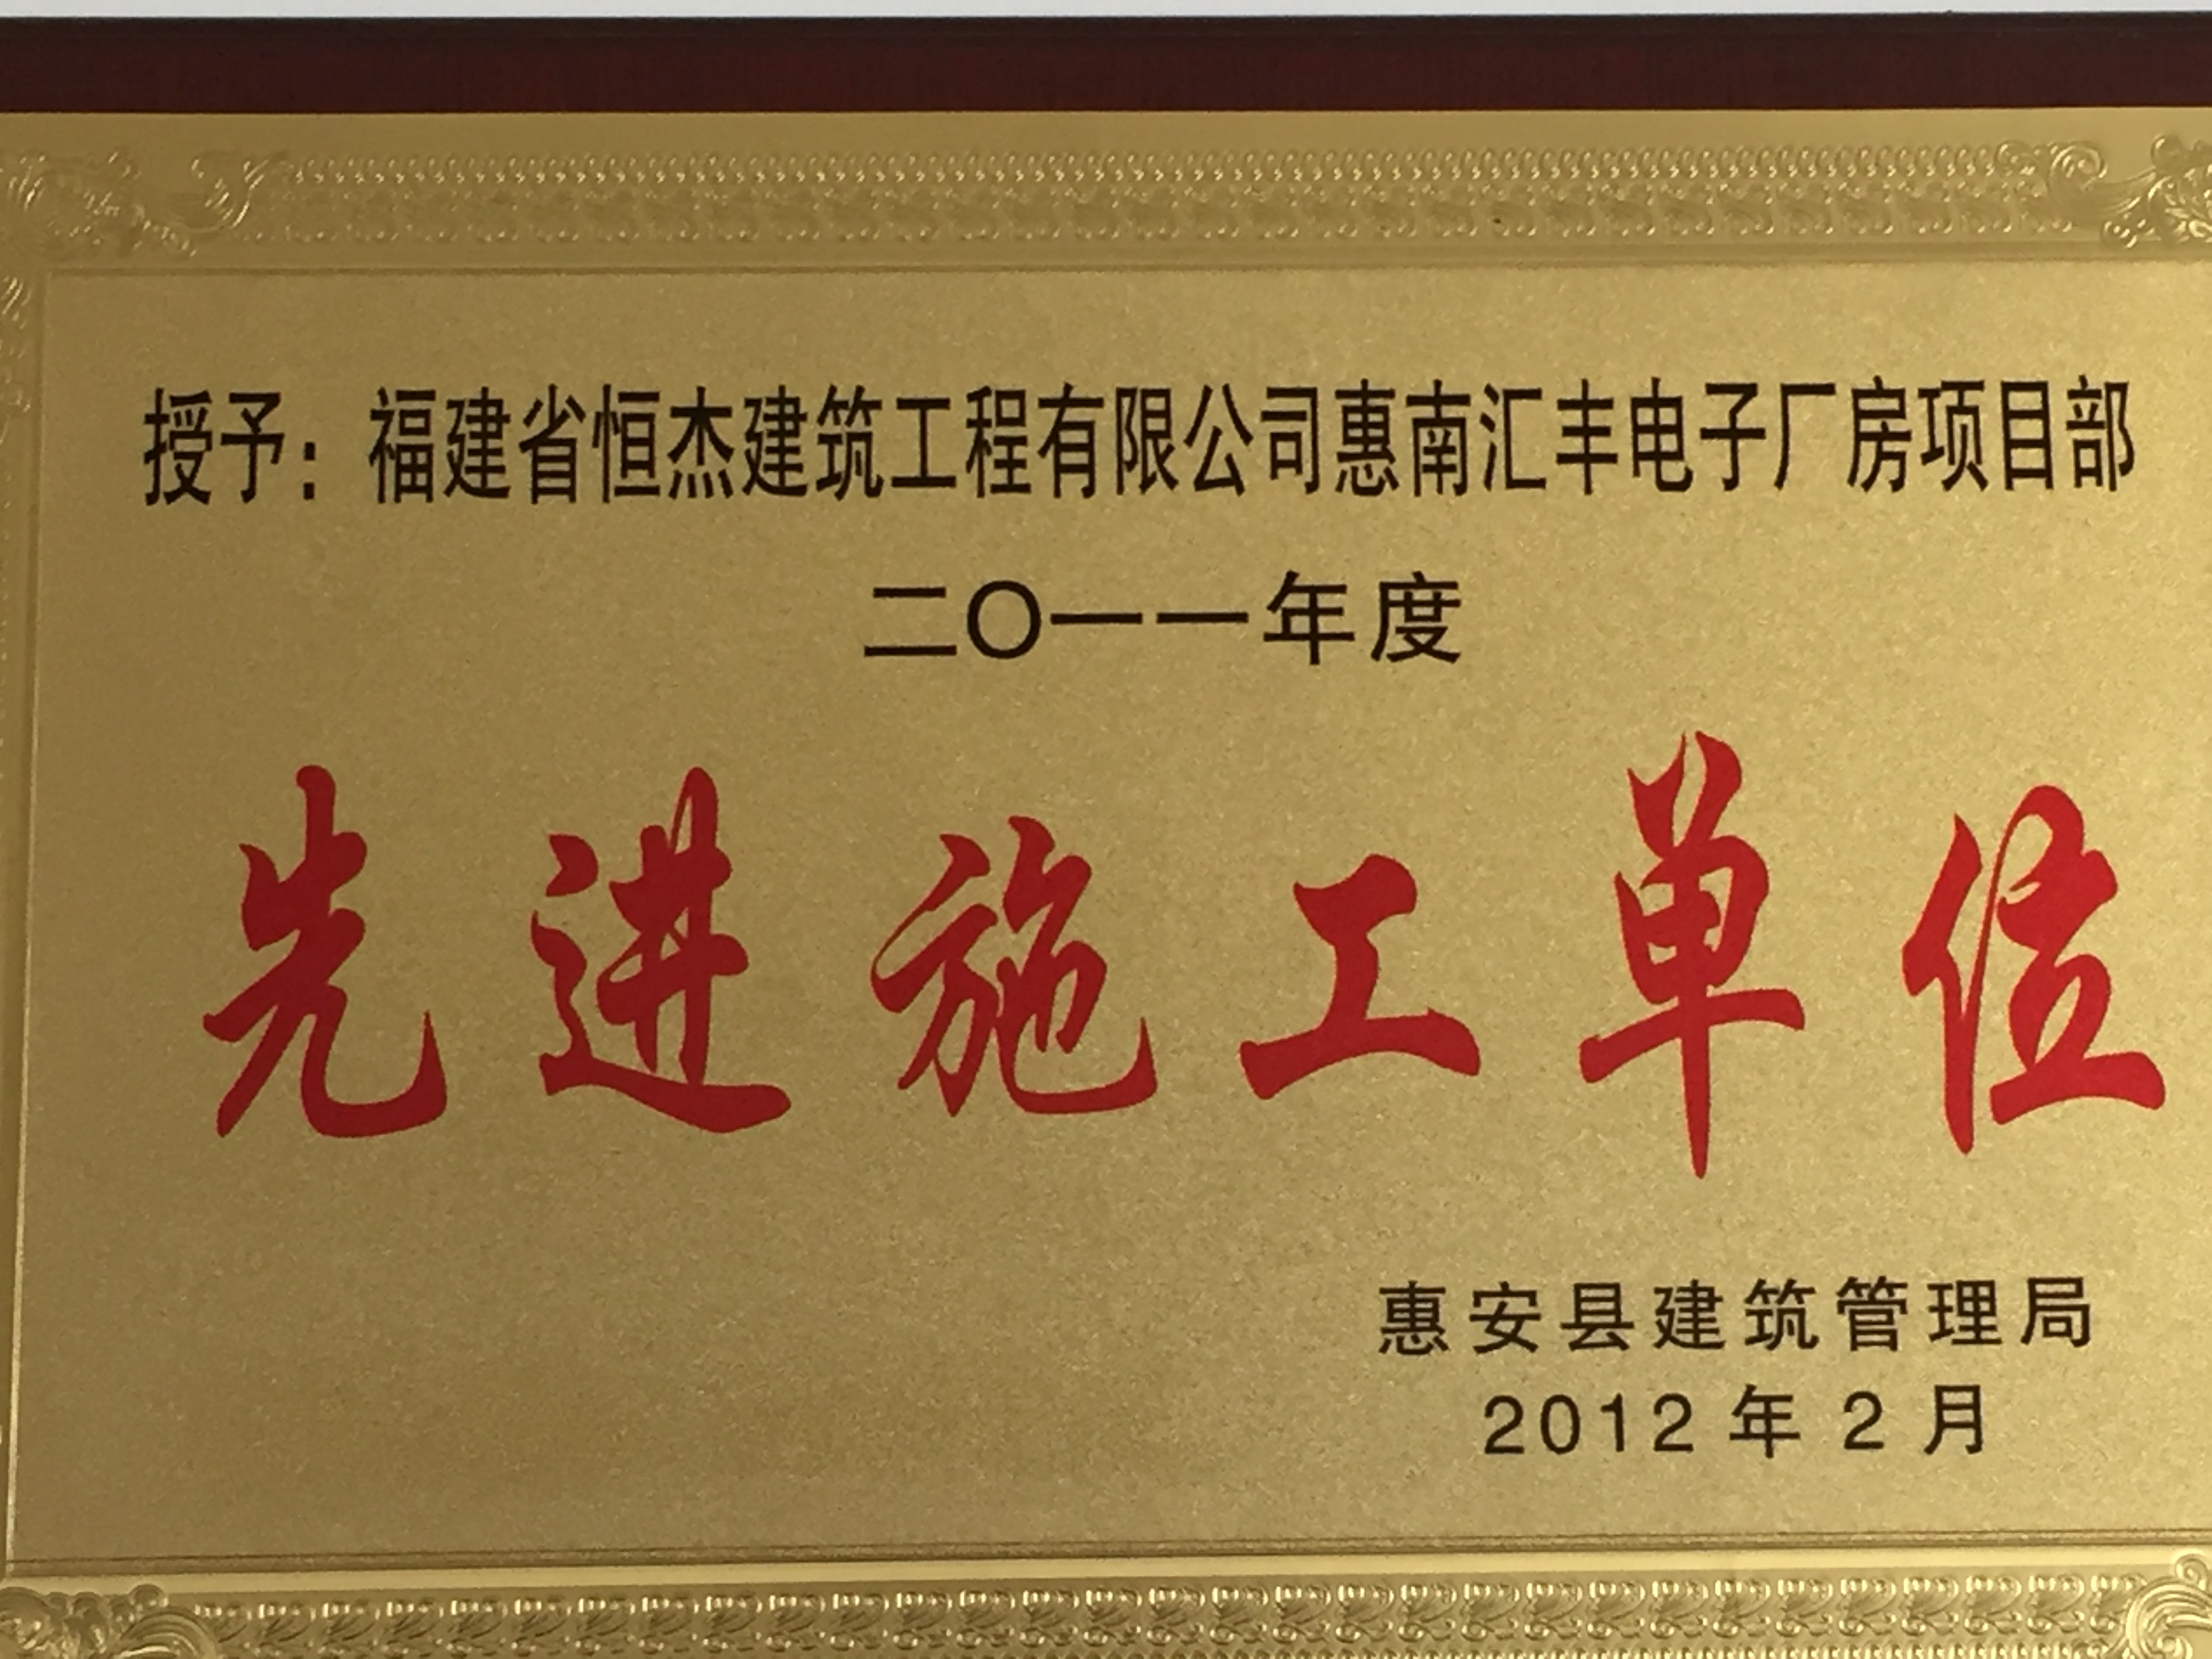 授予：福建省恒杰建筑工程有限公司惠南汇丰电子厂房项目部
二〇一一年度
先进施工单位
惠安县建筑管理局
2012年2月